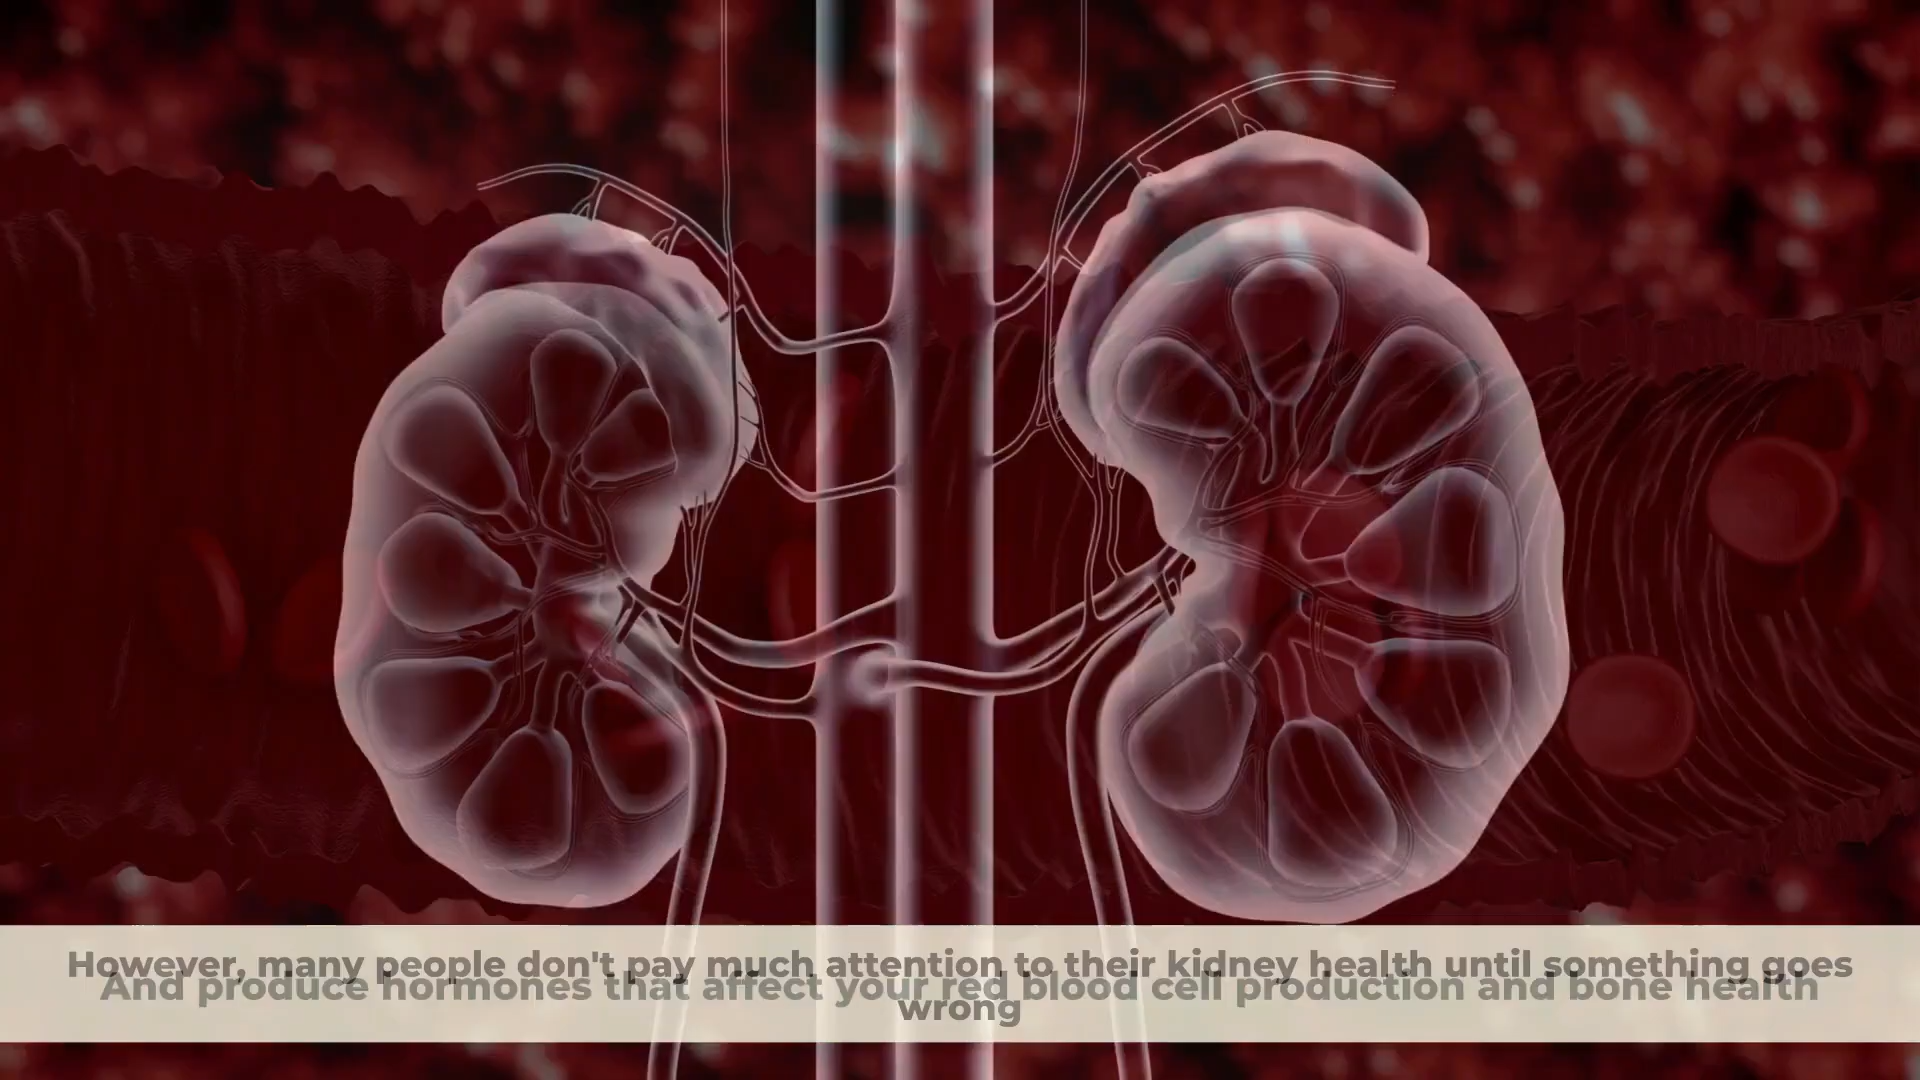 However, many people don't pay much attention to their kidney health until something goes
And produce hormones that affect your red blood cell production and bone health
wrong